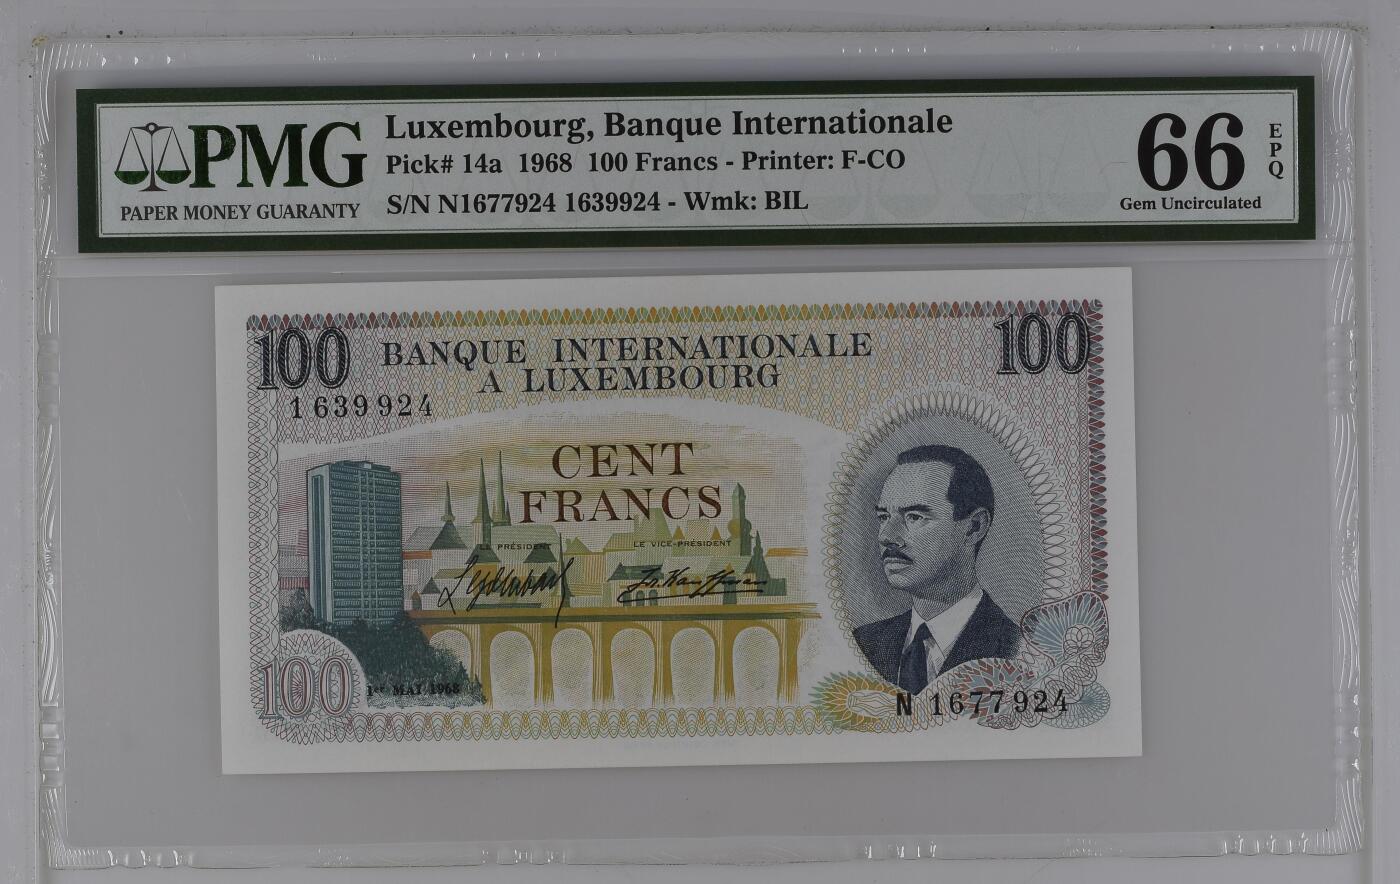 PMG
PAPER MONEY GUARANTY
Luxembourg, Banque Internationale
Pick# 14a 1968 100 Francs - Printer: F-CO
S/N N1677924 1639924 - Wmk: BIL
66
EPQ
Gem Uncirculated
100
100
BANQUE INTERNATIONALE
A LUXEMBOURG
1639924
CENT
FRANCS
LE PRÉSIDENT
LE VICE-PRÉSIDENT
100
1er MAI 1968
N 1677924